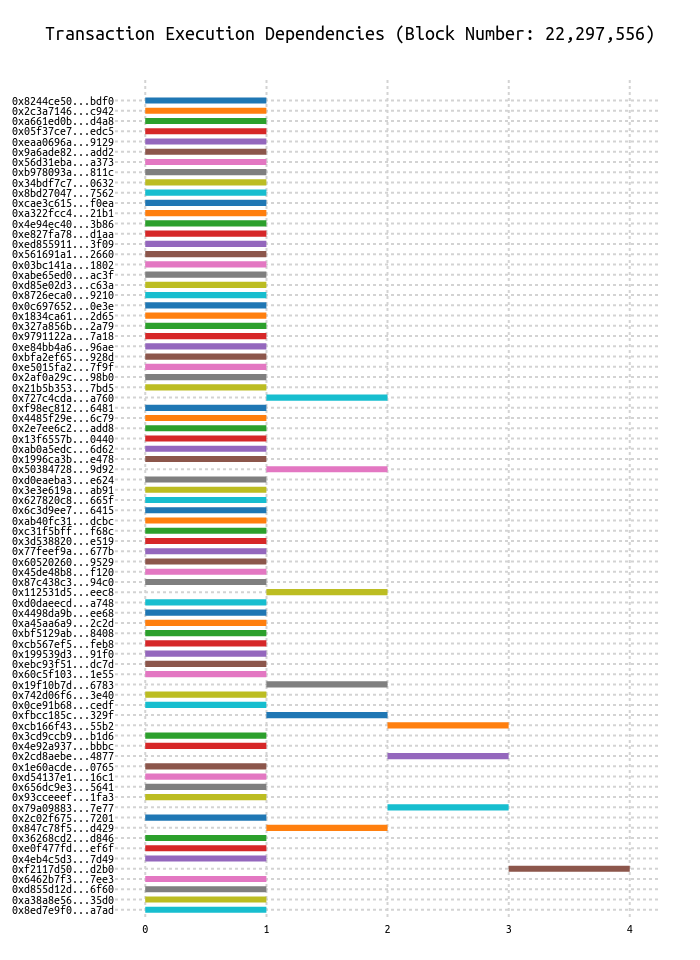 Transaction Execution Dependencies (Block Number: 22,297,556)
0x8244ce50...bdf0
0x2c3a7146...c942
0xa661ed0b...d4a8
0x05f37ce7...edc5
0xeaa0696a...9129
0x9a6ade82...add2
0x56d31eba...a373
0xb978093a...811c
0x34bdf7c7...0632
0x8bd27047...7562
0xcae3c615...f0ea
0xa322fcc4...21b1
0x4e94ec40...3b86
0xe827fa78...d1aa
0xed855911...3f09
0x561691a1...2660
0x03bc141a...1802
0xabe65ed0...ac3f
0xd85e02d3...c63a
0x8726eca0...9210
0x0c697652...0e3e
0x1834ca61...2d65
0x327a856b...2a79
0x9791122a...7a18
0xe84bb4a6...96ae
0xbfa2ef65...928d
0xe5015fa2...7f9f
0x2af0a29c...98b0
0x21b5b353...7bd5
0x727c4cda...a760
0xf98ec812...6481
0x4485f29e...6c79
0x2e7ee6c2...add8
0x13f6557b...0440
0xab0a5edc...6d62
0x1996ca3b...e478
0x50384728...9d92
0xd0eaeba3...e624
0x3e3e619a...ab91
0x627820c8...665f
0x6c3d9ee7...6415
0xab40fc31...dcbc
0xc31f5bff...f68c
0x3d538820...e519
0x77feef9a...677b
0x60520260...9529
0x45de48b8...f120
0x87c438c3...94c0
0x112531d5...eec8
0xd0daeecd...a748
0x4498da9b...ee68
0xa45aa6a9...2c2d
0xbf5129ab...8408
0xcb567ef5...feb8
0x199539d3...91f0
0xebc93f51...dc7d
0x60c5f103...1e55
0x19f10b7d...6783
0x742d06f6...3e40
0x0ce91b68...cedf
0xfbcc185c...329f
0xcb166f43...55b2
0x3cd9ccb9...b1d6
0x4e92a937...bbbc
0x2cd8aebe...4877
0x1e60acde...0765
0xd54137e1...16c1
0x656dc9e3...5641
0x93cceeef...1fa3
0x79a09883...7e77
0x2c02f675...7201
0x847c78f5...d429
0x36268cd2...d846
0xe0f477fd...ef6f
0x4eb4c5d3...7d49
0xf2117d50...d2b0
0x6462b7f3...7ee3
0xd855d12d...6f60
0xa38a8e56...35d0
0x8ed7e9f0...a7ad
0 1 2 3 4